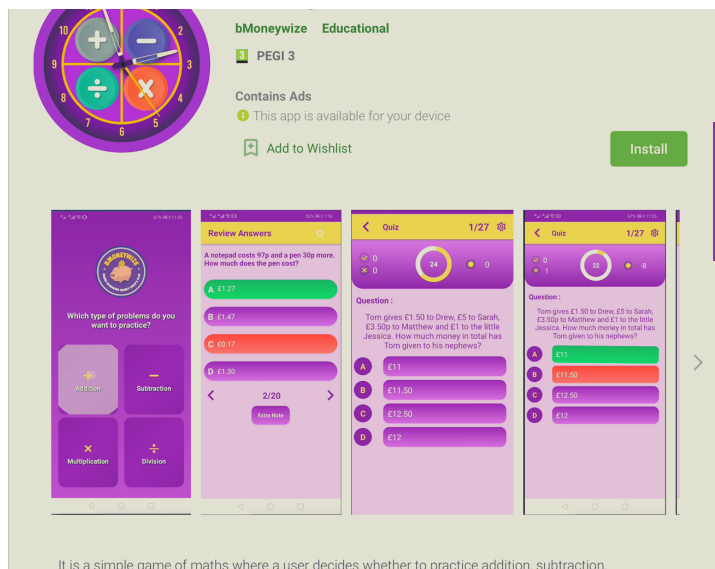 10
9
8
7
6
5
4
3
2
bMoneywize Educational
3 PEGI 3
Contains Ads
This app is available for your device
Add to Wishlist
Install
BMONEYWIZE
Which type of problems do you
want to practice?
Addition
Subtraction
Multiplication
Division
Review Answers
A notepad costs 97p and a pen 30p more.
How much does the pen cost?
A £1.27
B £1.47
C £0.17
D £1.30
2/20
Extra Note
Quiz 1/27
0
0
24
0
Question :
Tom gives £1.50 to Drew, £5 to Sarah,
£3.50p to Matthew and £1 to the little
Jessica. How much money in total has
Tom given to his nephews?
A £11
B £11.50
C £12.50
D £12
Quiz 1/27
0
1
22
-8
Question :
Tom gives £1.50 to Drew, £5 to Sarah,
£3.50p to Matthew and £1 to the little
Jessica. How much money in total has
Tom given to his nephews?
A £11
B £11.50
C £12.50
D £12
It is a simple game of maths where a user decides whether to practice addition, subtraction,